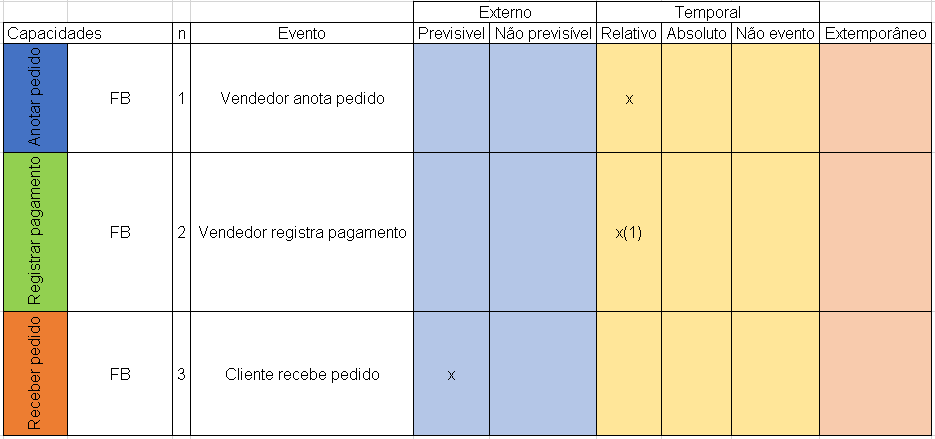 Externo Temporal
Capacidades n Evento Previsivel Não previsível Relativo Absoluto Não evento Extemporâneo
Anotar pedido FB 1 Vendedor anota pedido x
Registrar pagamento FB 2 Vendedor registra pagamento x(1)
Receber pedido FB 3 Cliente recebe pedido x